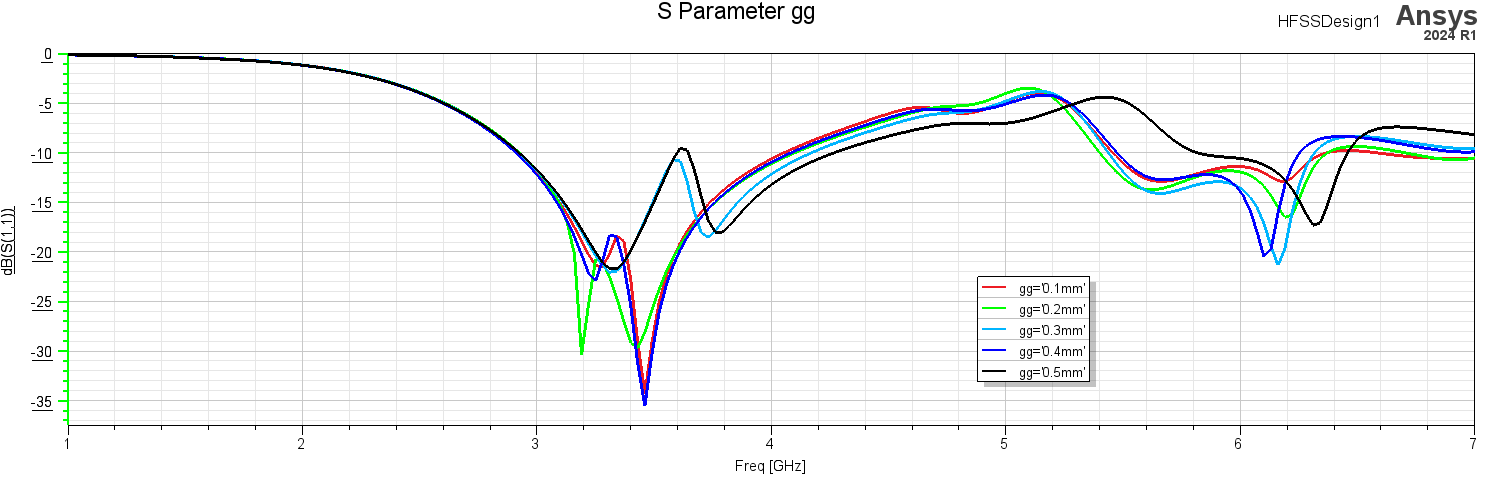 S Parameter gg
HFSSDesign1
Ansys
2024 R1
0
-5
-10
-15
-20
-25
-30
-35
dB(S(1,1))
1 2 3 4 5 6 7
Freq [GHz]
gg='0.1mm'
gg='0.2mm'
gg='0.3mm'
gg='0.4mm'
gg='0.5mm'